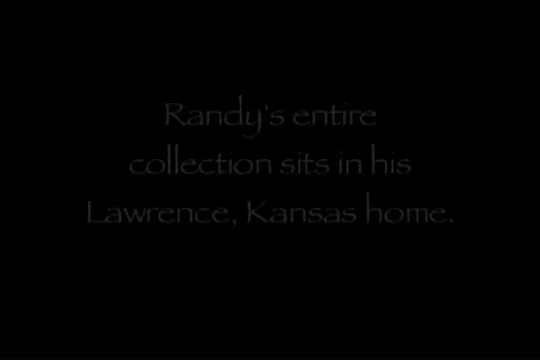 Randy's entire
collection sits in his
Lawrence, Kansas home.